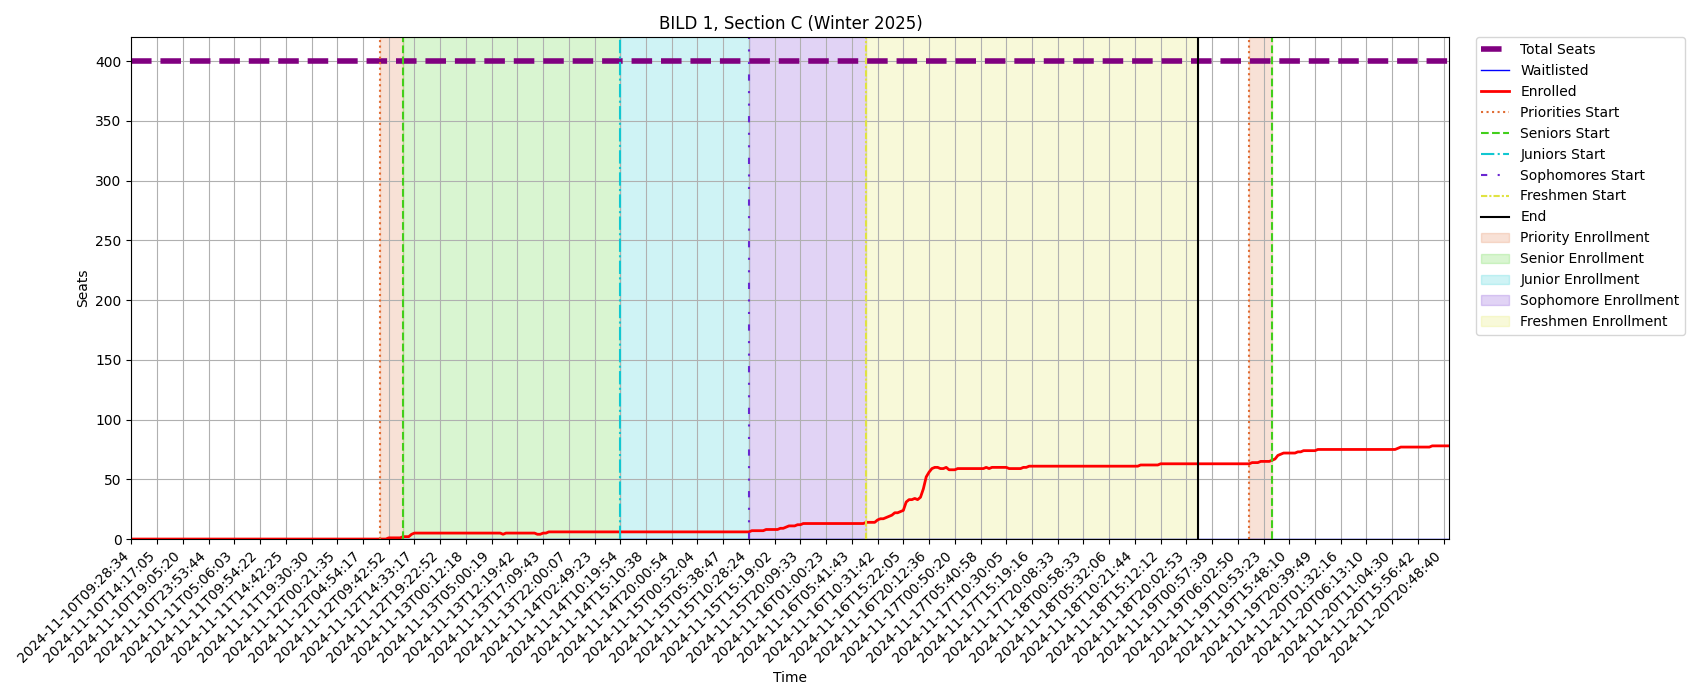 BILD 1, Section C (Winter 2025)
Total Seats
Waitlisted
Enrolled
Priorities Start
Seniors Start
Juniors Start
Sophomores Start
Freshmen Start
End
Priority Enrollment
Senior Enrollment
Junior Enrollment
Sophomore Enrollment
Freshmen Enrollment
Seats
400
350
300
250
200
150
100
50
0
2024-11-10T09:28:34
2024-11-10T14:17:05
2024-11-10T19:05:20
2024-11-10T23:53:44
2024-11-11T05:06:03
2024-11-11T09:54:22
2024-11-11T14:42:25
2024-11-11T19:30:30
2024-11-12T00:21:35
2024-11-12T04:54:17
2024-11-12T09:42:52
2024-11-12T14:33:17
2024-11-12T19:22:52
2024-11-13T00:12:18
2024-11-13T05:00:19
2024-11-13T12:19:42
2024-11-13T17:09:43
2024-11-13T22:00:07
2024-11-14T02:49:23
2024-11-14T10:19:54
2024-11-14T15:10:38
2024-11-14T20:00:54
2024-11-15T00:52:04
2024-11-15T05:38:47
2024-11-15T10:28:24
2024-11-15T15:19:02
2024-11-15T20:09:33
2024-11-16T01:00:23
2024-11-16T05:41:43
2024-11-16T10:31:42
2024-11-16T15:22:05
2024-11-16T20:12:36
2024-11-17T00:50:20
2024-11-17T05:40:58
2024-11-17T10:30:05
2024-11-17T15:19:16
2024-11-17T20:08:33
2024-11-18T00:58:33
2024-11-18T05:32:06
2024-11-18T10:21:44
2024-11-18T15:12:12
2024-11-18T20:02:53
2024-11-19T00:57:39
2024-11-19T06:02:50
2024-11-19T10:53:23
2024-11-19T15:48:10
2024-11-19T20:39:49
2024-11-20T01:32:16
2024-11-20T06:13:10
2024-11-20T11:04:30
2024-11-20T15:56:42
2024-11-20T20:48:40
Time